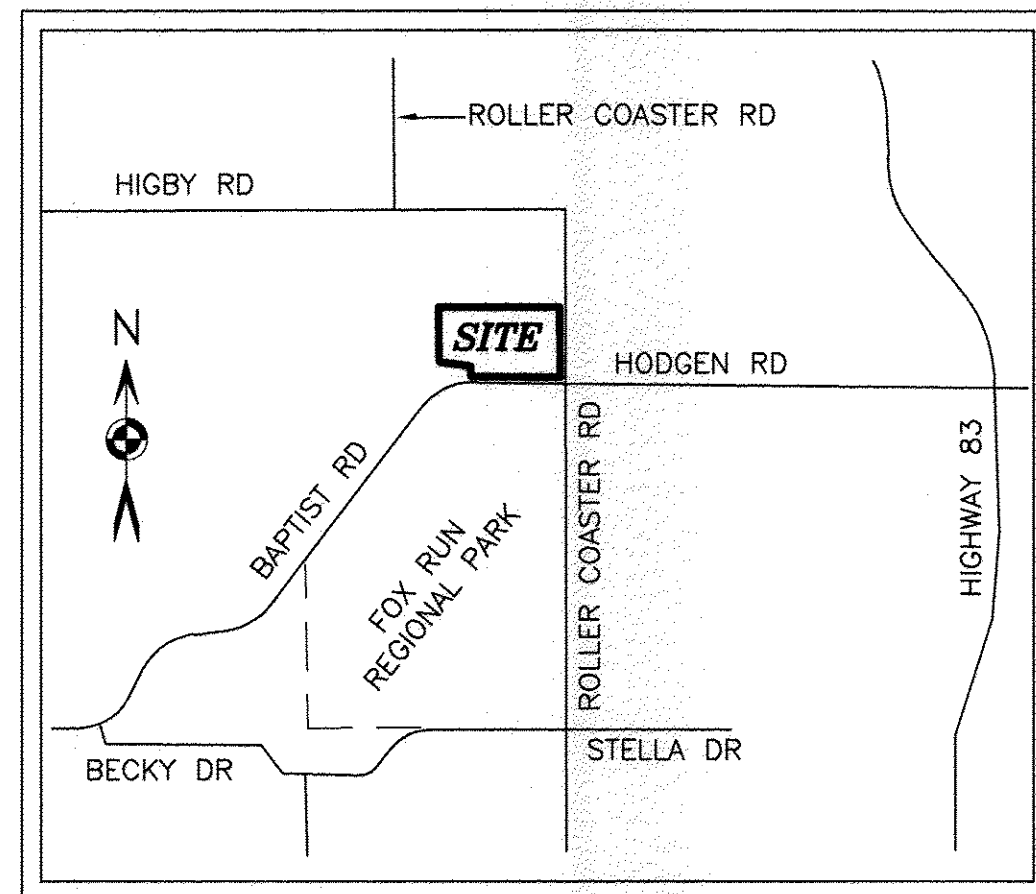 ROLLER COASTER RD
HIGBY RD
N
SITE
HODGEN RD
BAPTIST RD
FOX RUN
REGIONAL PARK
ROLLER COASTER RD
HIGHWAY 83
BECKY DR
STELLA DR